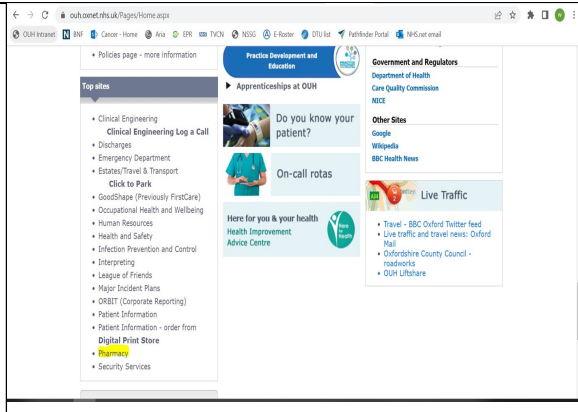 ouh.oxnet.nhs.uk/Pages/Home.aspx
OUH Intranet BNF Cancer - Home Aria EPR TVCN NSSG E-Roster DTU list Pathfinder Portal NHS.net email
• Policies page - more information
Top sites
• Clinical Engineering
Clinical Engineering Log a Call
• Discharges
• Emergency Department
• Estates/Travel & Transport
Click to Park
• GoodShape (Previously FirstCare)
• Occupational Health and Wellbeing
• Human Resources
• Health and Safety
• Infection Prevention and Control
• Interpreting
• League of Friends
• Major Incident Plans
• ORBIT (Corporate Reporting)
• Patient Information
• Patient Information - order from
Digital Print Store
• Pharmacy
• Security Services
Practice Development and
Education
Apprenticeships at OUH
Do you know your
patient?
On-call rotas
Here for you & your health
Health Improvement
Advice Centre
Here
for
Health
Government and Regulators
Department of Health
Care Quality Commission
NICE
Other Sites
Google
Wikipedia
BBC Health News
Live Traffic
• Travel - BBC Oxford Twitter feed
• Live traffic and travel news: Oxford
Mail
• Oxfordshire County Council -
roadworks
• OUH Liftshare